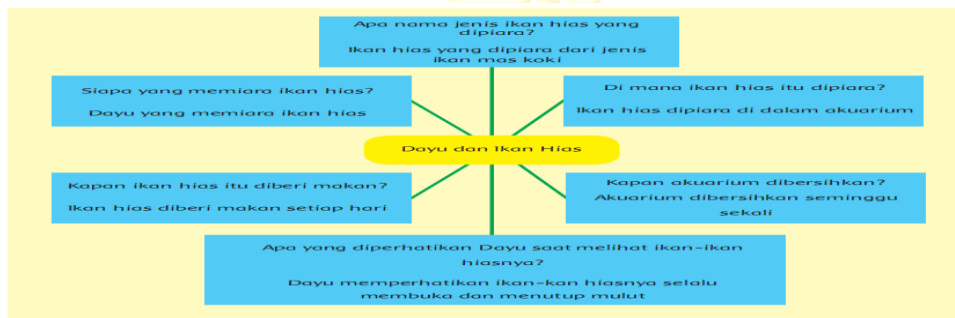 Apa nama jenis ikan hias yang
dipiara?
Ikan hias yang dipiara dari jenis
ikan mas koki
Siapa yang memiara ikan hias?
Dayu yang memiara ikan hias
Di mana ikan hias itu dipiara?
Ikan hias dipiara di dalam akuarium
Dayu dan Ikan Hias
Kapan ikan hias itu diberi makan?
Ikan hias diberi makan setiap hari
Kapan akuarium dibersihkan?
Akuarium dibersihkan seminggu
sekali
Apa yang diperhatikan Dayu saat melihat ikan-ikan
hiasnya?
Dayu memperhatikan ikan-kan hiasnya selalu
membuka dan menutup mulut